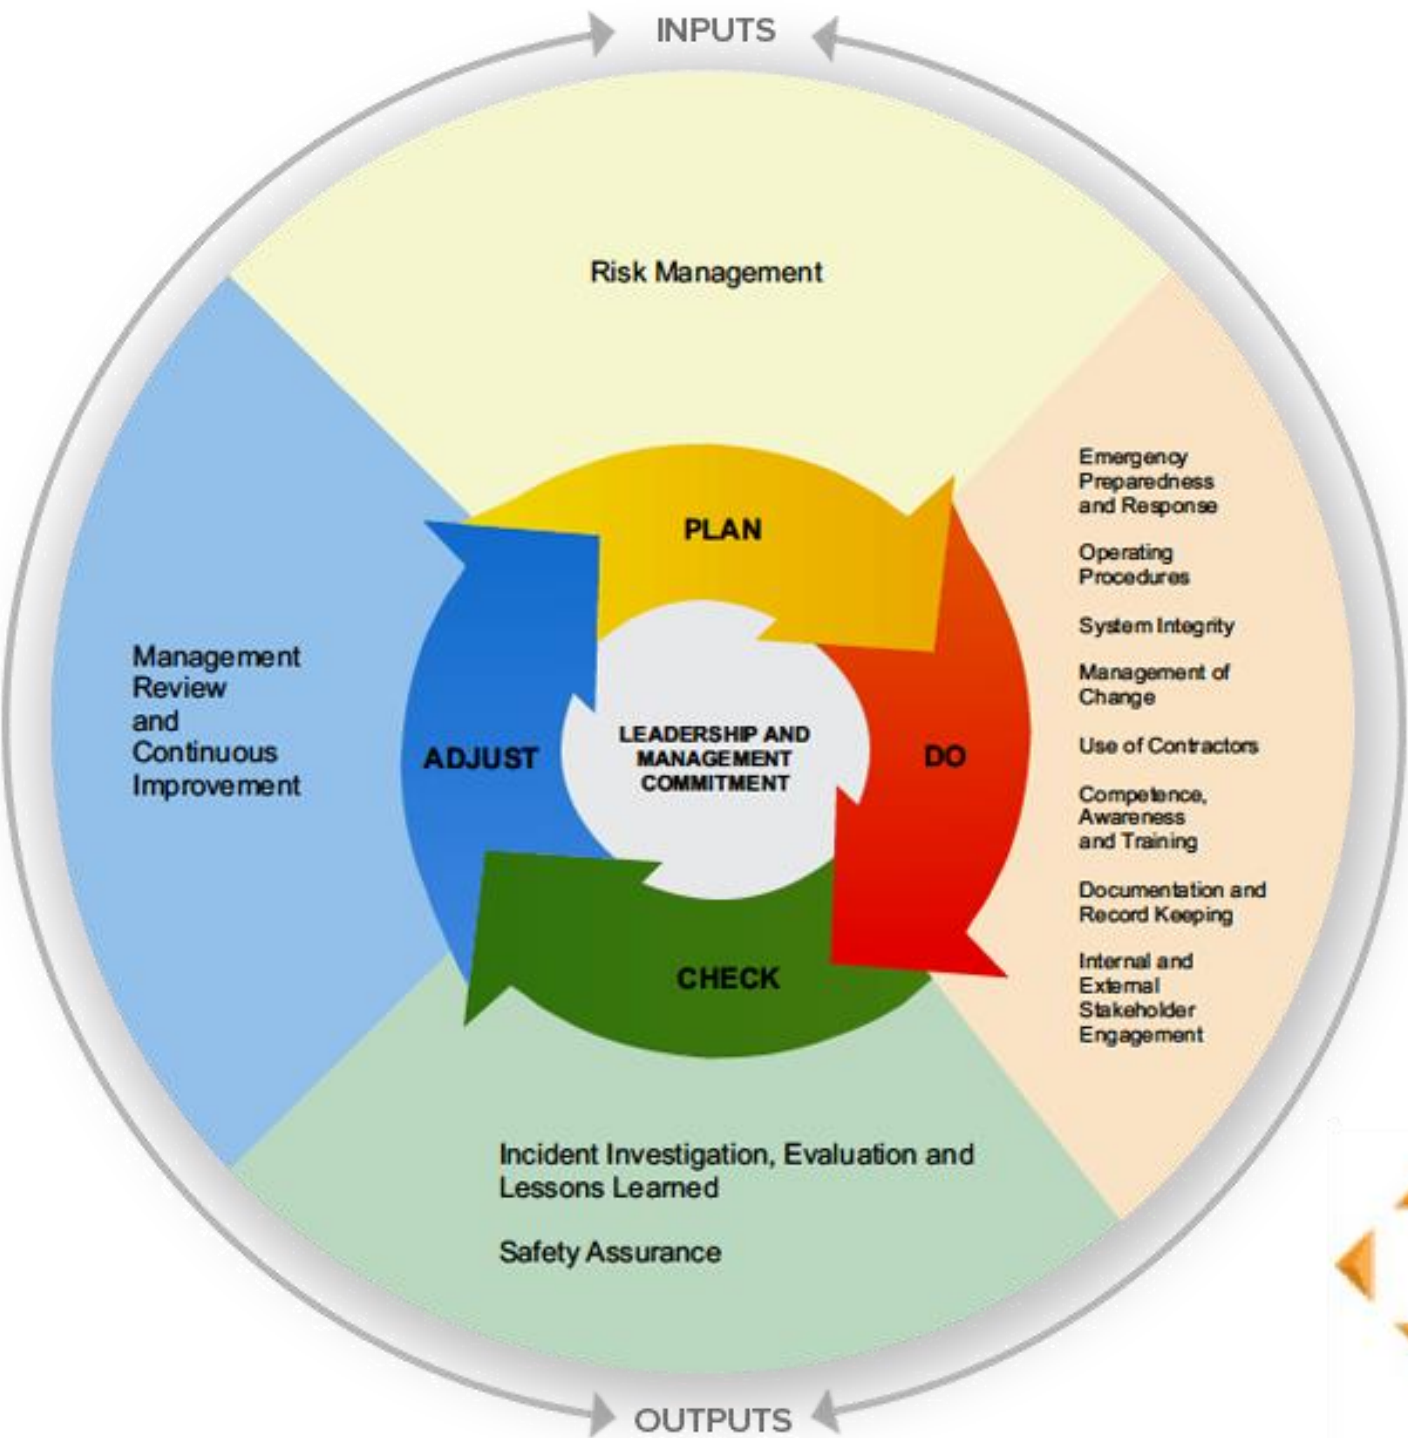 INPUTS
Risk Management
PLAN
Emergency
Preparedness
and Response
Operating
Procedures
System Integrity
Management of
Change
Use of Contractors
Competence,
Awareness
and Training
Documentation and
Record Keeping
Internal and
External
Stakeholder
Engagement
DO
LEADERSHIP AND
MANAGEMENT
COMMITMENT
ADJUST
Management
Review
and
Continuous
Improvement
CHECK
Incident Investigation, Evaluation and
Lessons Learned
Safety Assurance
OUTPUTS